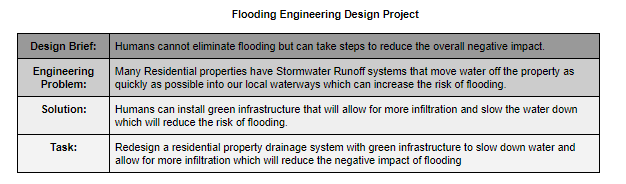 Flooding Engineering Design Project
Design Brief: Humans cannot eliminate flooding but can take steps to reduce the overall negative impact.
Engineering Problem: Many Residential properties have Stormwater Runoff systems that move water off the property as
quickly as possible into our local waterways which can increase the risk of flooding.
Solution: Humans can install green infrastructure that will allow for more infiltration and slow the water down
which will reduce the risk of flooding.
Task: Redesign a residential property drainage system with green infrastructure to slow down water and
allow for more infiltration which will reduce the negative impact of flooding